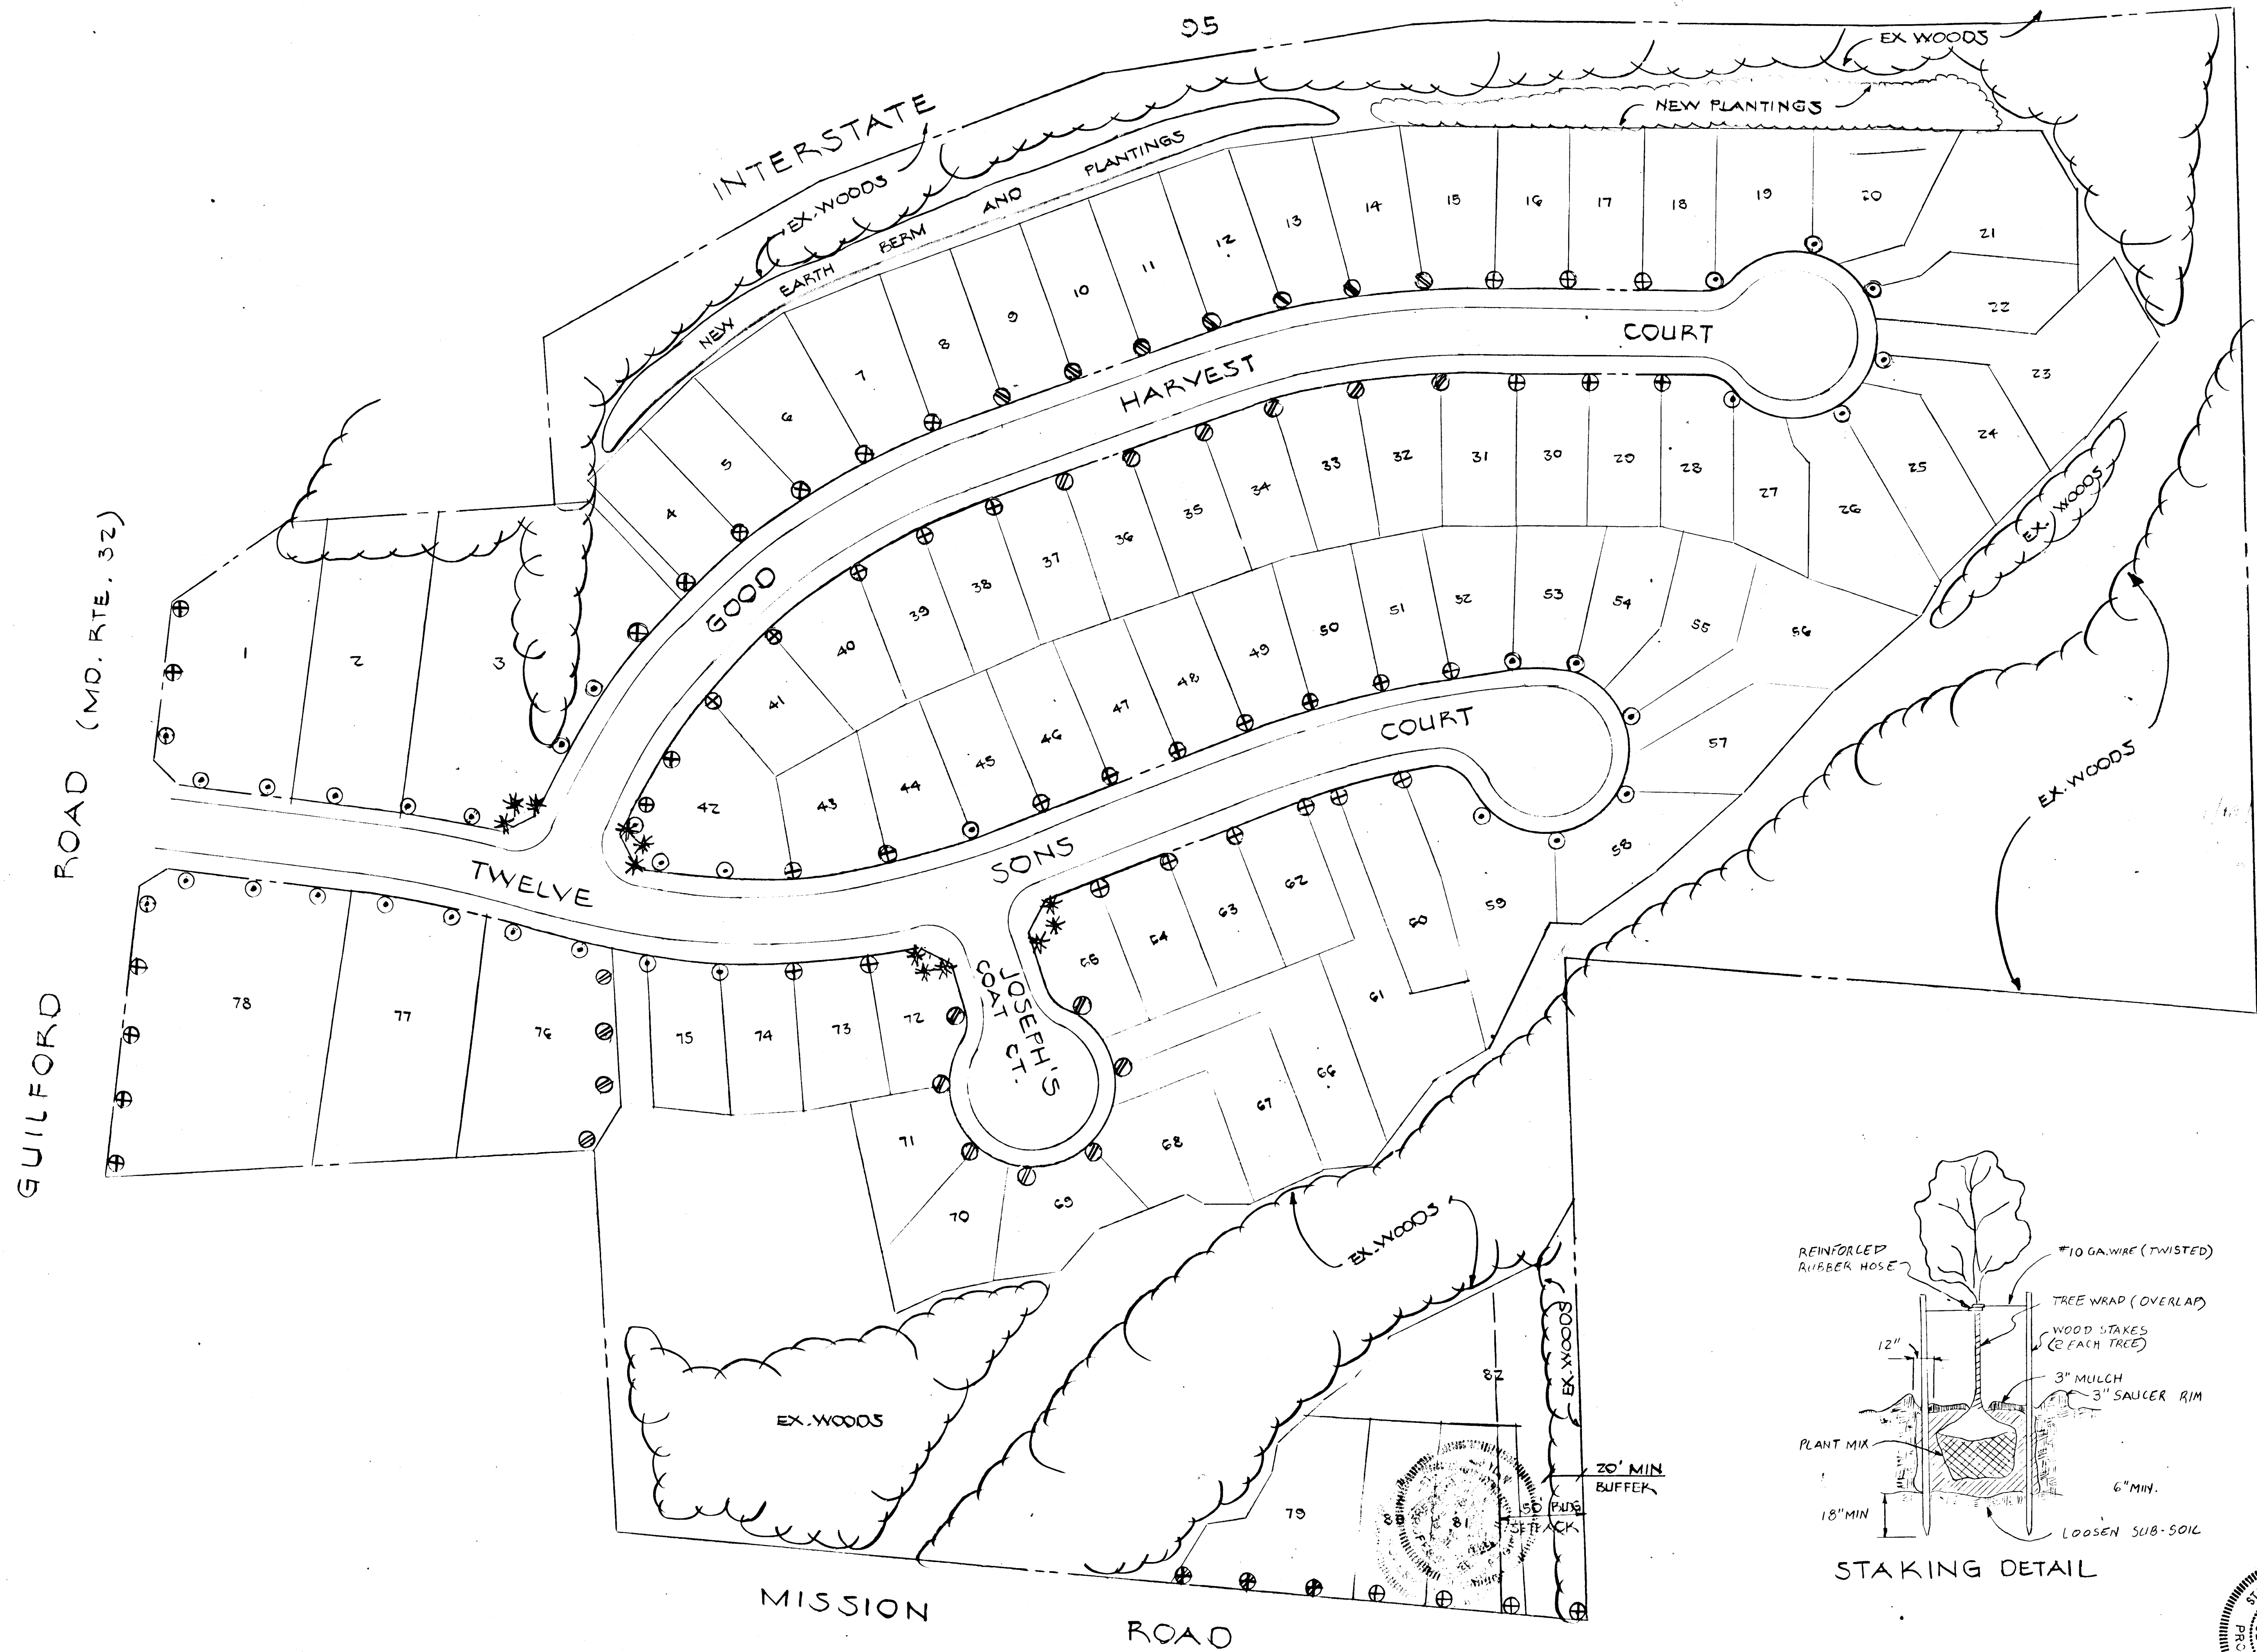 95
INTERSTATE
EX WOODS
NEW PLANTINGS
EX. WOODS
NEW EARTH BERM AND PLANTINGS
1
2
3
4
5
6
7
8
9
10
11
12
13
14
15
16
17
18
19
20
21
22
23
24
25
26
27
28
29
30
31
32
33
34
35
36
37
38
39
40
41
42
43
44
45
46
47
48
49
50
51
52
53
54
55
56
57
58
59
60
61
62
63
64
65
66
67
68
69
70
71
72
73
74
75
76
77
78
79
80
81
82
GOOD HARVEST COURT
TWELVE SONS COURT
JOSEPH'S
COAT CT.
GUILFORD ROAD (MD. RTE. 32)
EX. WOODS
EX. WOODS
EX. WOODS
EX. WOODS
EX. WOODS
20' MIN
BUFFER
50' BLDG
SETBACK
MISSION ROAD
REINFORCED
RUBBER HOSE
#10 GA. WIRE (TWISTED)
TREE WRAP (OVERLAP)
WOOD STAKES
(2 EACH TREE)
12"
3" MULCH
3" SAUCER RIM
PLANT MIX
6" MIN.
18" MIN
LOOSEN SUB-SOIL
STAKING DETAIL